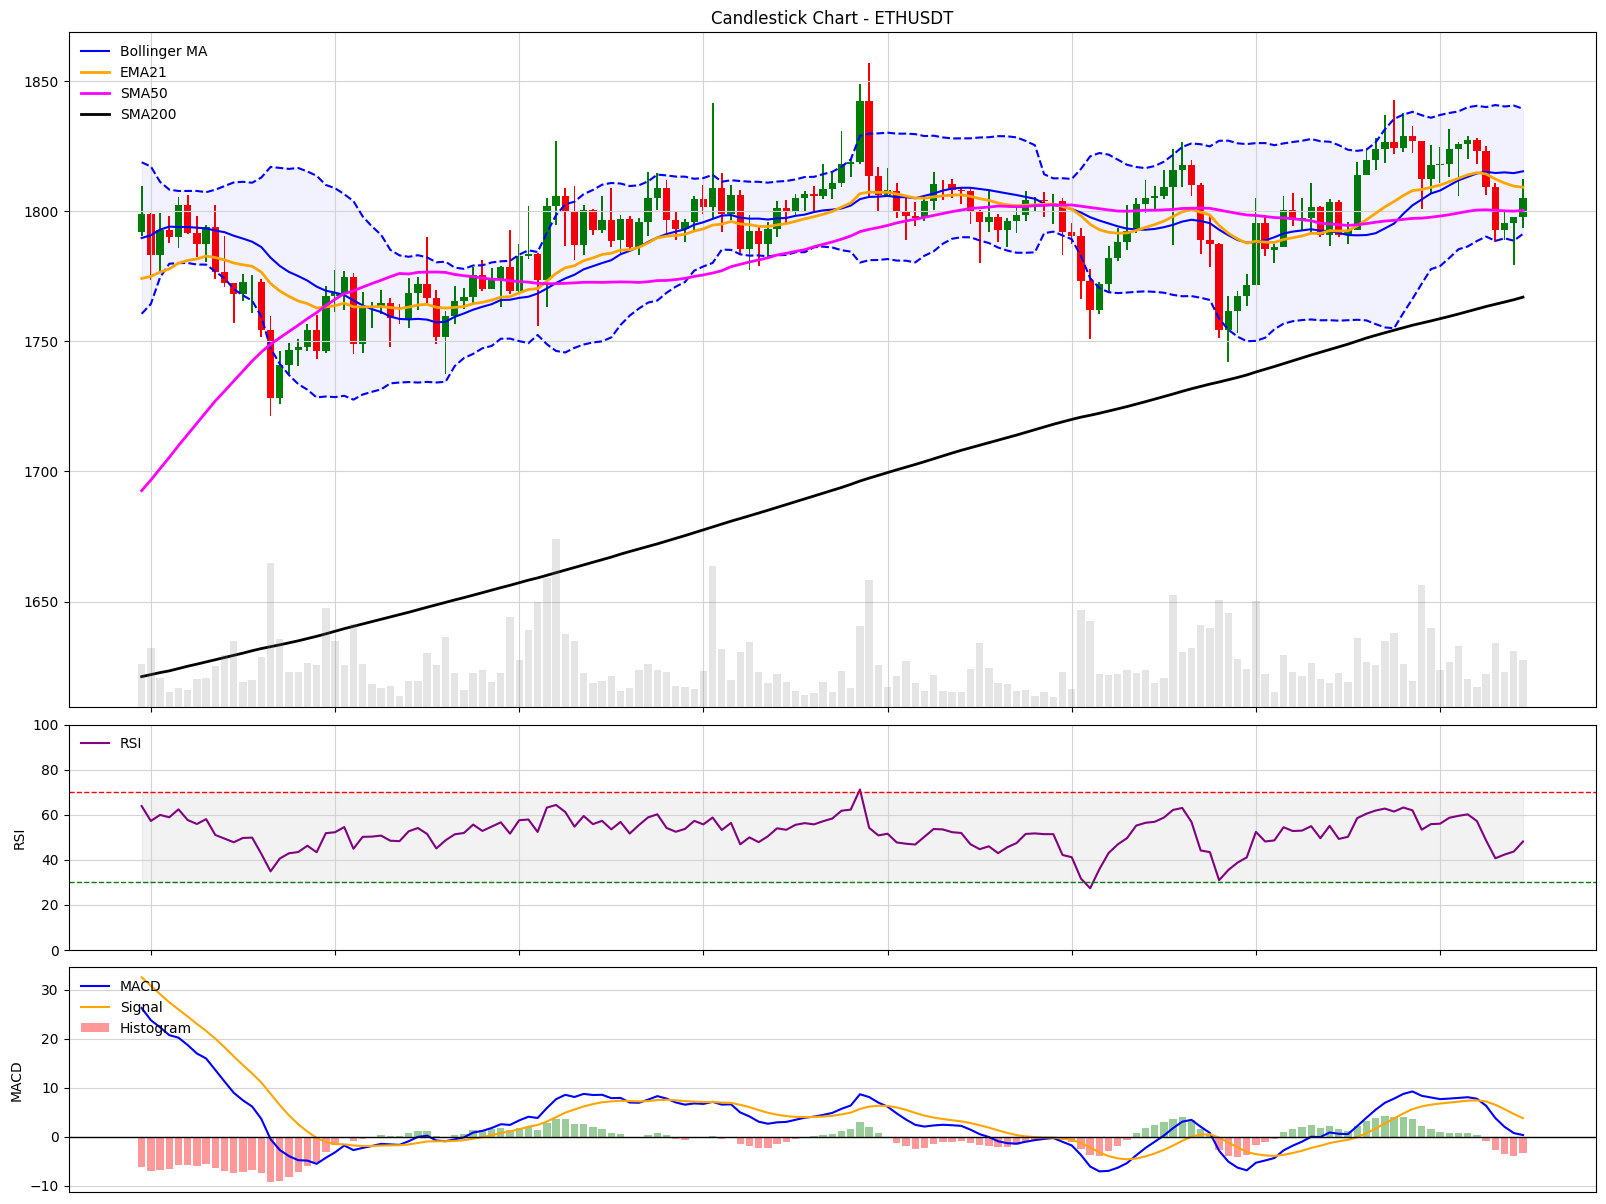 Candlestick Chart - ETHUSDT
Bollinger MA
EMA21
SMA50
SMA200
1850
1800
1750
1700
1650
RSI
100
80
60
40
20
0
RSI
MACD
Signal
Histogram
30
20
10
0
−10
MACD